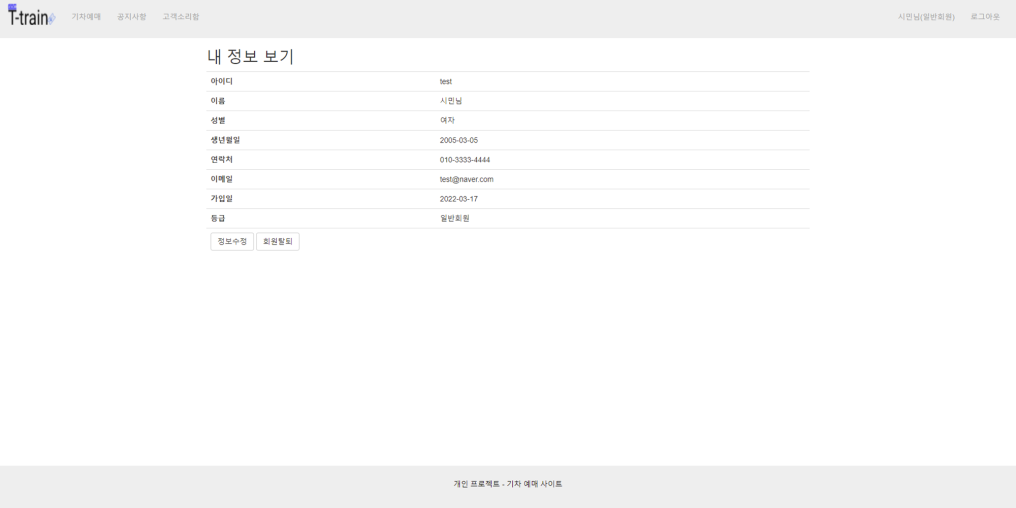 T-train 기차예매 공지사항 고객소리함 시민님(일반회원) 로그아웃
내 정보 보기
아이디 test
이름 시민님
성별 여자
생년월일 2005-03-05
연락처 010-3333-4444
이메일 test@naver.com
가입일 2022-03-17
등급 일반회원
정보수정 회원탈퇴
개인 프로젝트 - 기차 예매 사이트